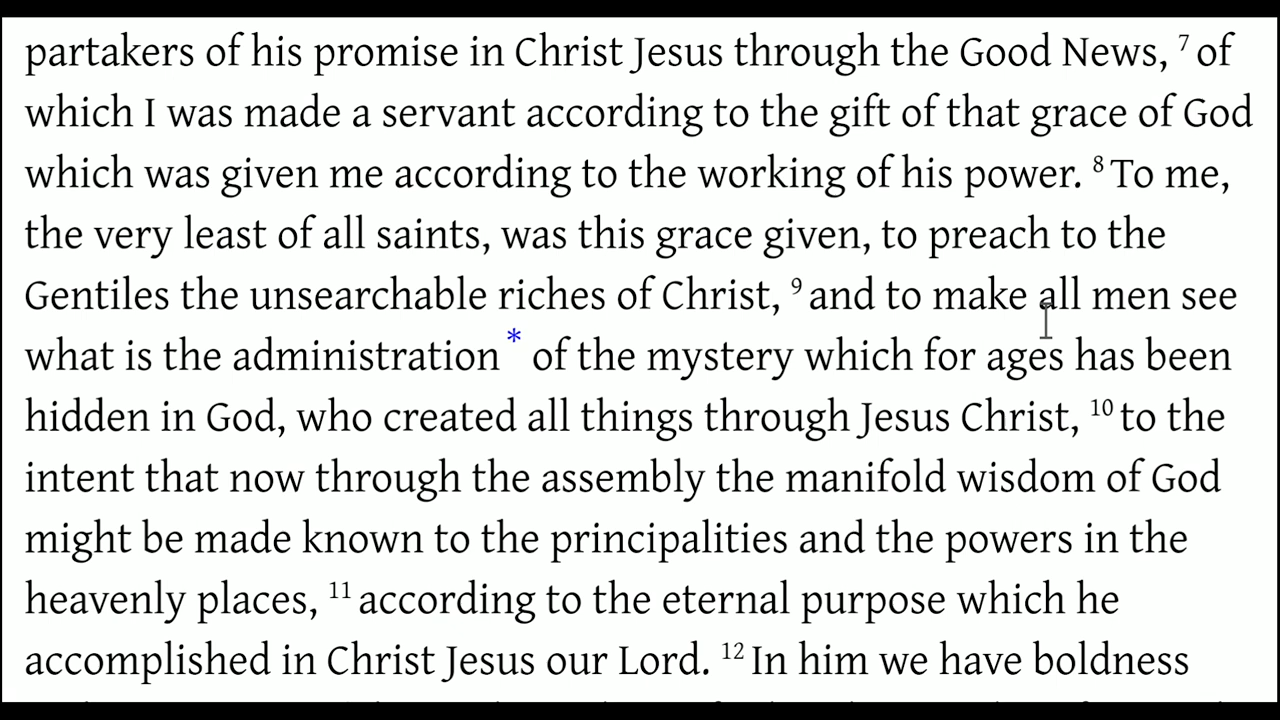 partakers of his promise in Christ Jesus through the Good News, 7 of
which I was made a servant according to the gift of that grace of God
which was given me according to the working of his power. 8 To me,
the very least of all saints, was this grace given, to preach to the
Gentiles the unsearchable riches of Christ, 9 and to make all men see
what is the administration* of the mystery which for ages has been
hidden in God, who created all things through Jesus Christ, 10 to the
intent that now through the assembly the manifold wisdom of God
might be made known to the principalities and the powers in the
heavenly places, 11 according to the eternal purpose which he
accomplished in Christ Jesus our Lord. 12 In him we have boldness